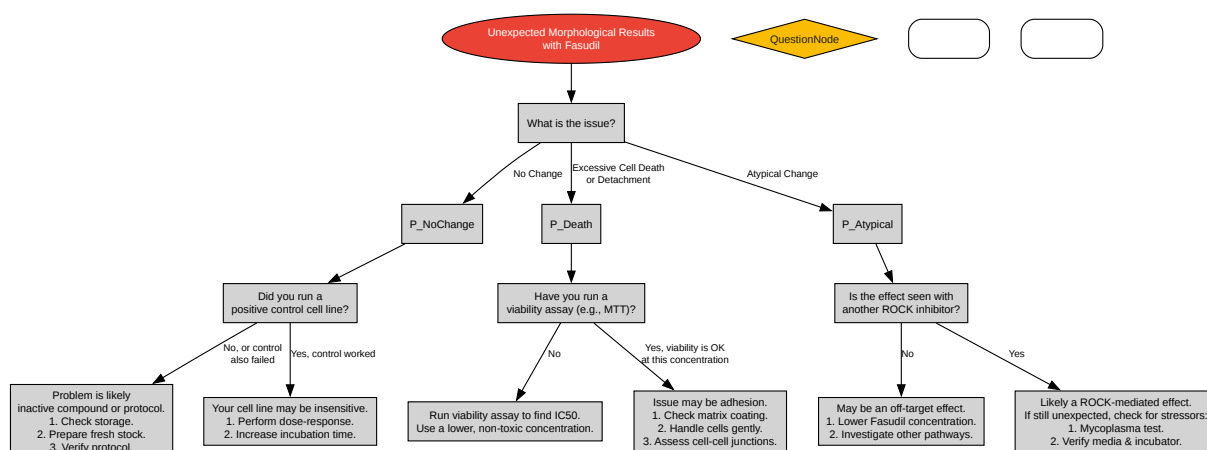 Unexpected Morphological Results
with Fasudil
QuestionNode
What is the issue?
No Change
Excessive Cell Death
or Detachment
Atypical Change
P_NoChange
P_Death
P_Atypical
Did you run a
positive control cell line?
Have you run a
viability assay (e.g., MTT)?
Is the effect seen with
another ROCK inhibitor?
No, or control
also failed
Yes, control worked
No
Yes, viability is OK
at this concentration
No
Yes
Problem is likely
inactive compound or protocol.
1. Check storage.
2. Prepare fresh stock.
3. Verify protocol.
Your cell line may be insensitive.
1. Perform dose-response.
2. Increase incubation time.
Run viability assay to find IC50.
Use a lower, non-toxic concentration.
Issue may be adhesion.
1. Check matrix coating.
2. Handle cells gently.
3. Assess cell-cell junctions.
May be an off-target effect.
1. Lower Fasudil concentration.
2. Investigate other pathways.
Likely a ROCK-mediated effect.
If still unexpected, check for stressors:
1. Mycoplasma test.
2. Verify media & incubator.